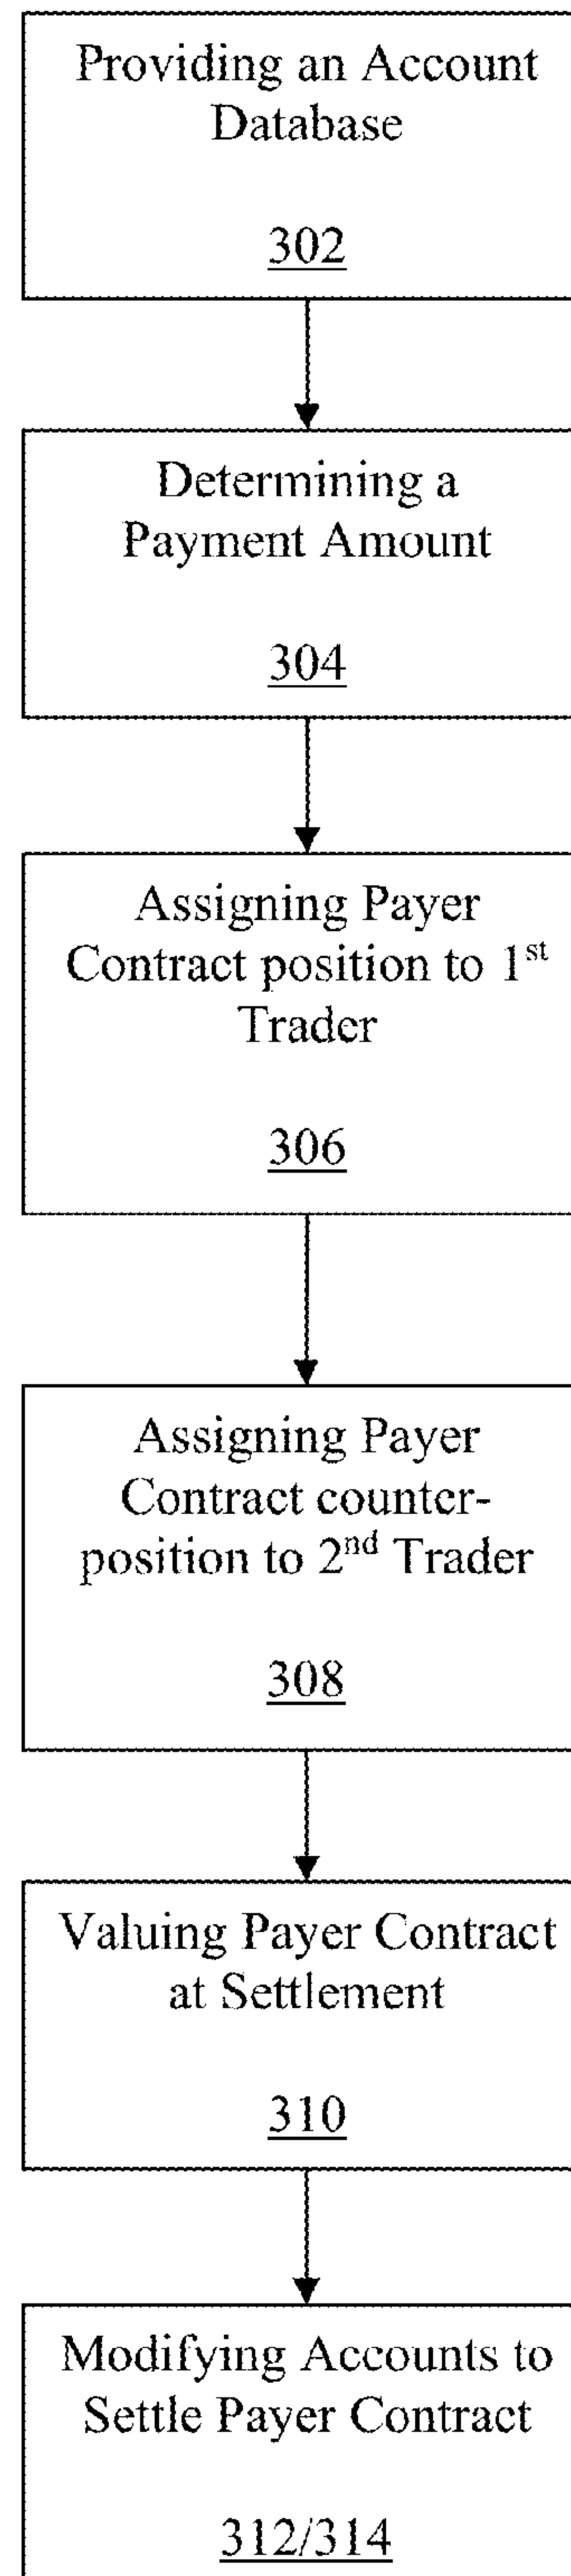 Providing an Account
Database
302
Determining a
Payment Amount
304
Assigning Payer
Contract position to 1st
Trader
306
Assigning Payer
Contract counter-
position to 2nd Trader
308
Valuing Payer Contract
at Settlement
310
Modifying Accounts to
Settle Payer Contract
312/314